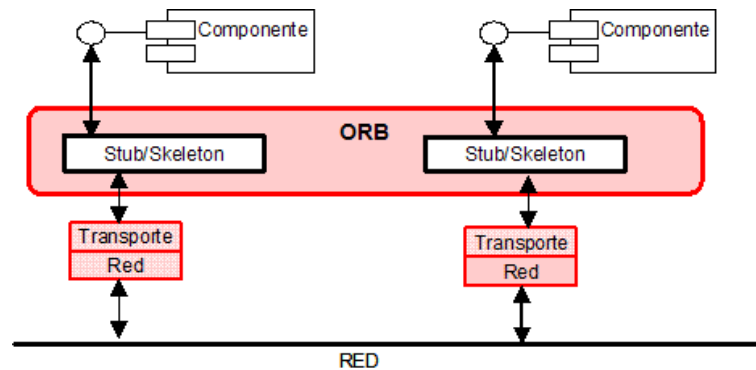 Componente
Componente
ORB
Stub/Skeleton
Stub/Skeleton
Transporte
Red
Transporte
Red
RED